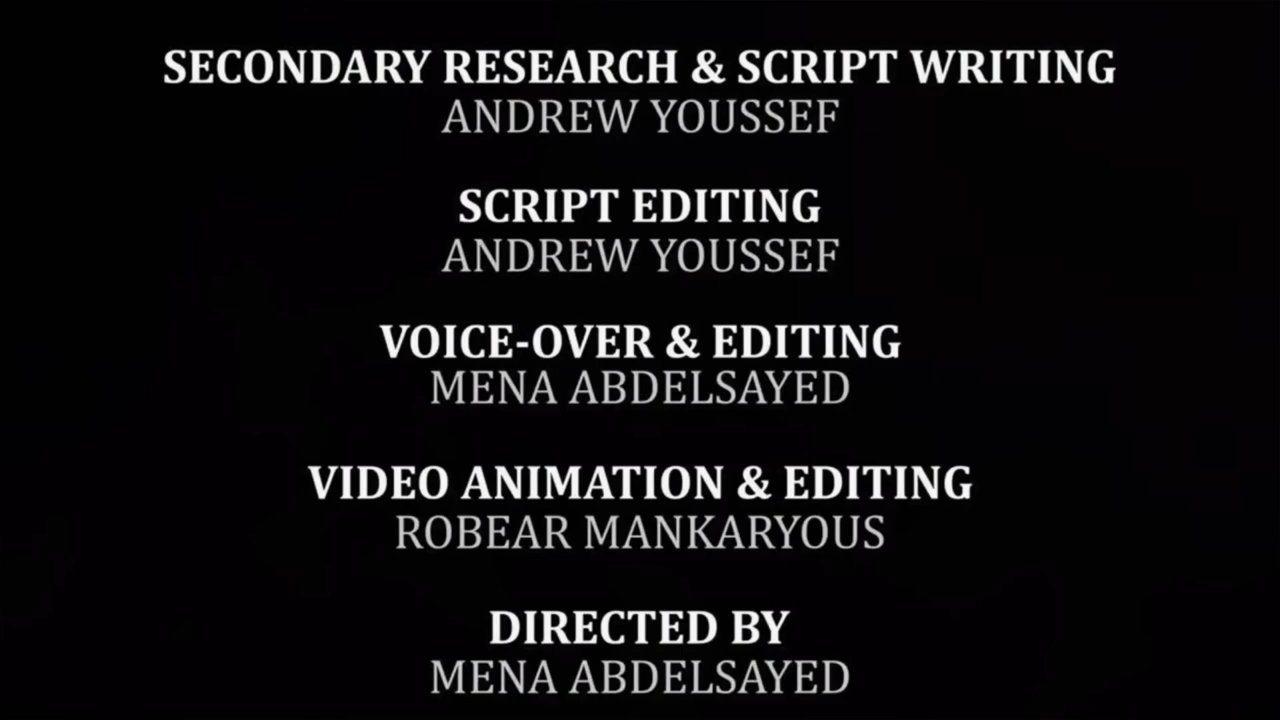 SECONDARY RESEARCH & SCRIPT WRITING
ANDREW YOUSSEF
SCRIPT EDITING
ANDREW YOUSSEF
VOICE-OVER & EDITING
MENA ABDELSAYED
VIDEO ANIMATION & EDITING
ROBEAR MANKARYOUS
DIRECTED BY
MENA ABDELSAYED